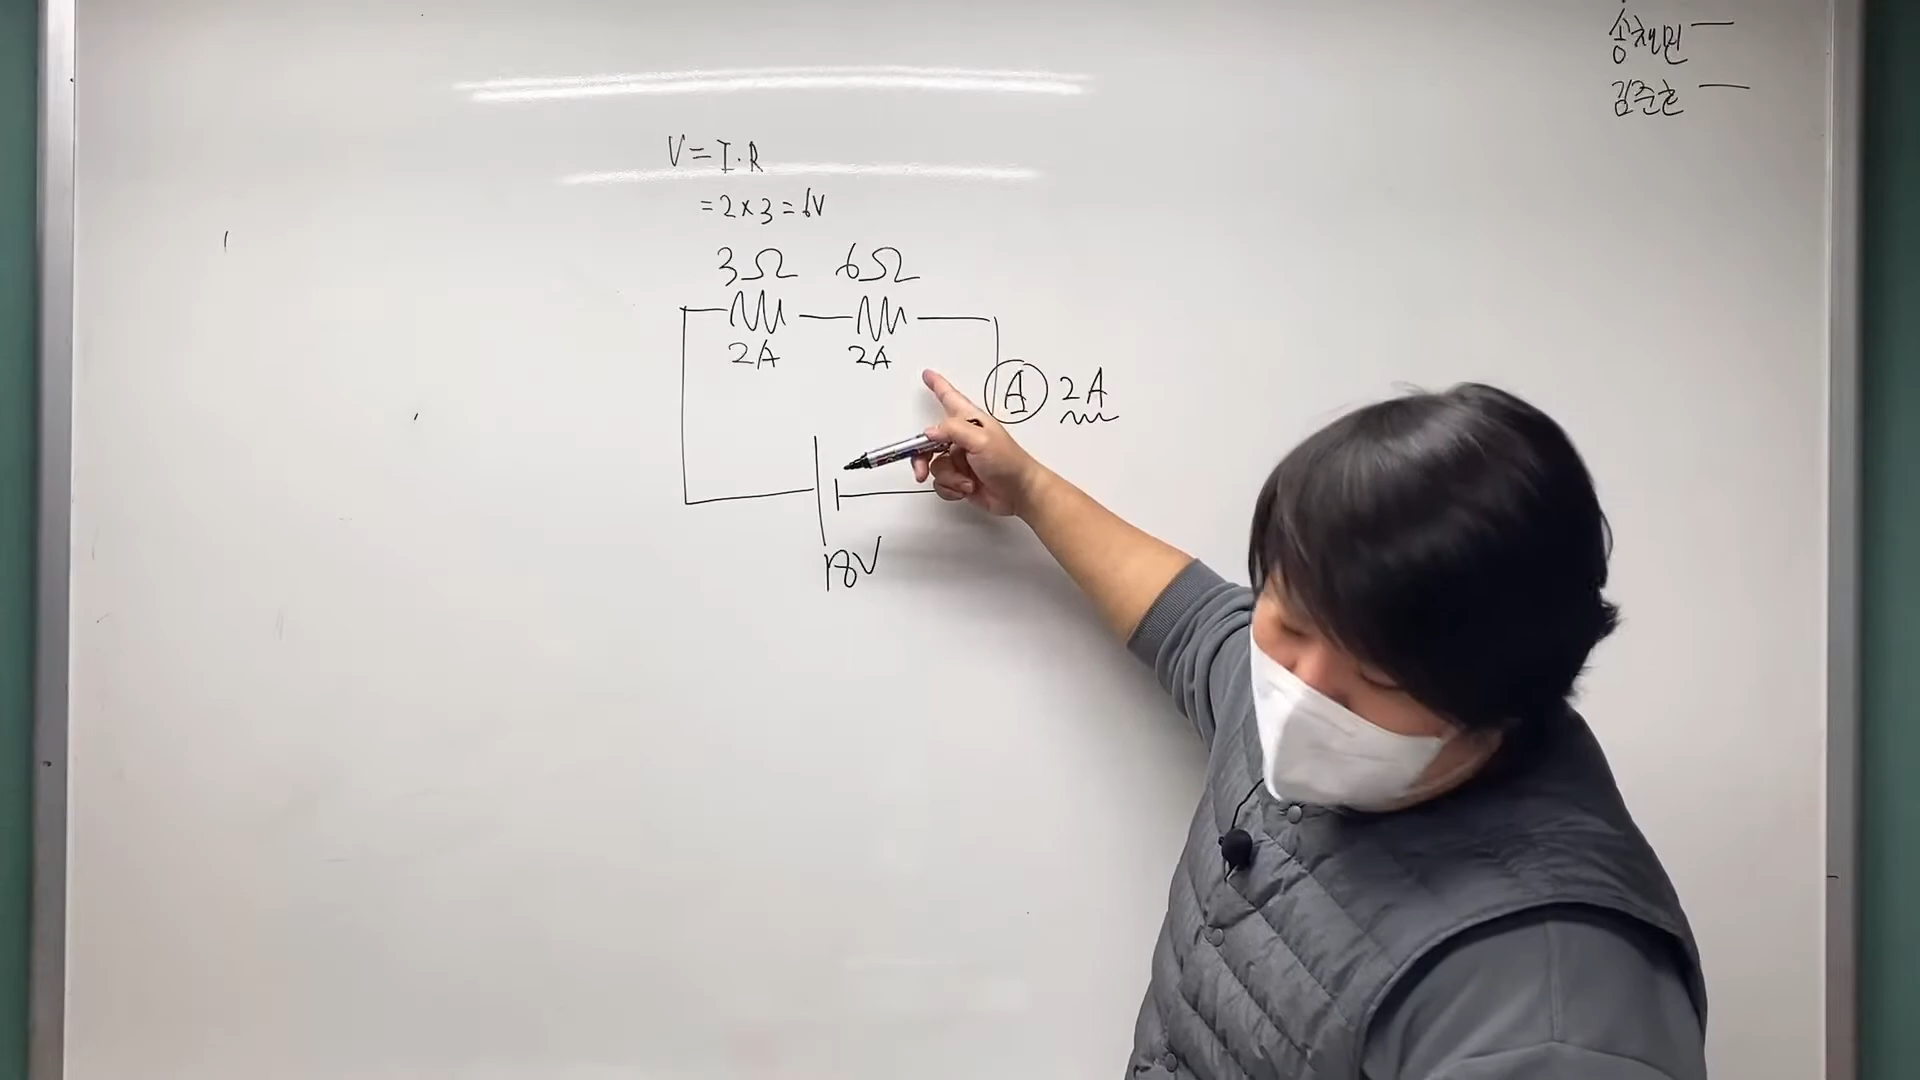 송채민 —
김준호 —
V = I·R
= 2 × 3 = 6V
3Ω 6Ω
2A 2A
A 2A
18V